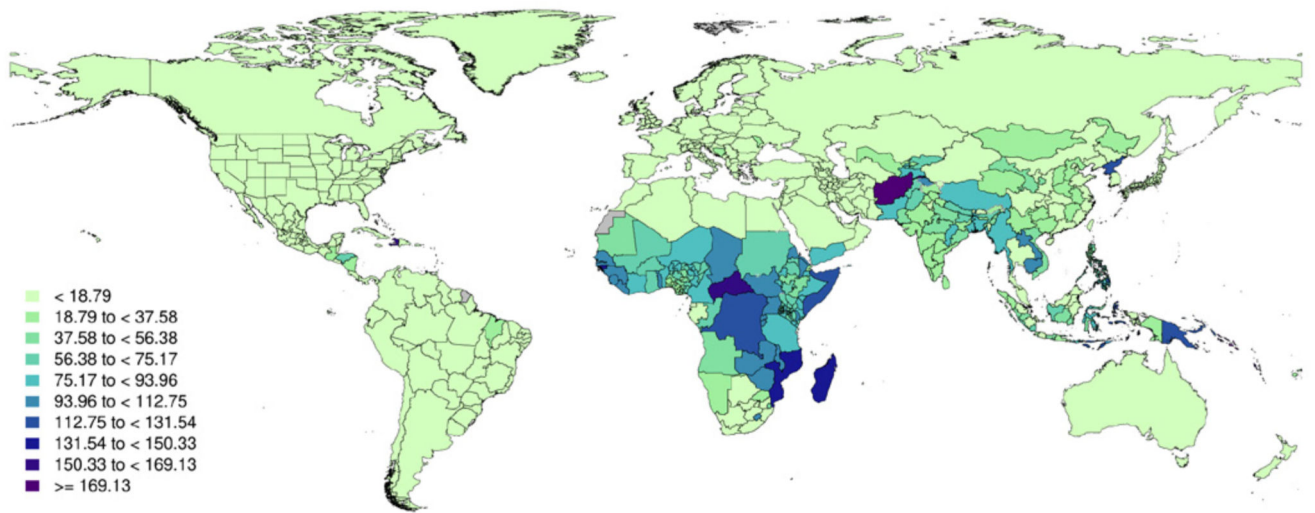 < 18.79
18.79 to < 37.58
37.58 to < 56.38
56.38 to < 75.17
75.17 to < 93.96
93.96 to < 112.75
112.75 to < 131.54
131.54 to < 150.33
150.33 to < 169.13
>= 169.13